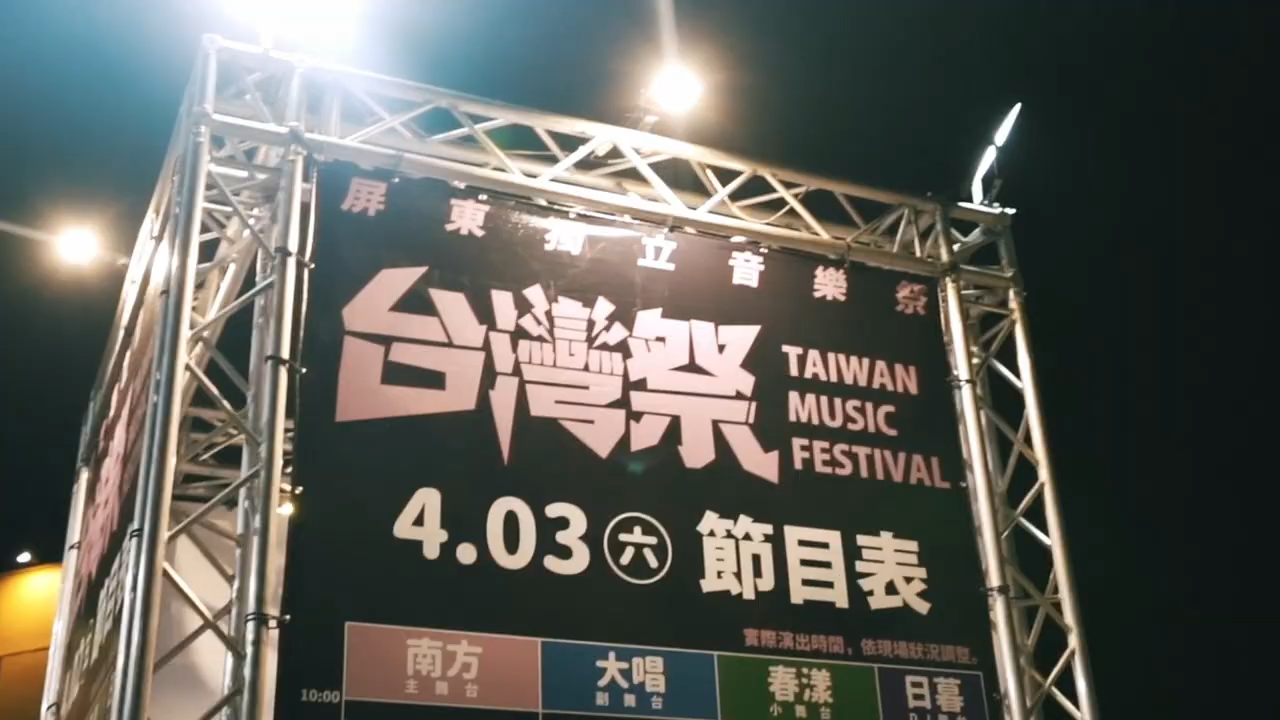 屏東獨立音樂祭
台灣祭
TAIWAN
MUSIC
FESTIVAL
4.03㊅節目表
實際演出時間，依現場狀況調整。
南方 大唱 春漾 日暮
主舞台 副舞台 小舞台
10:00